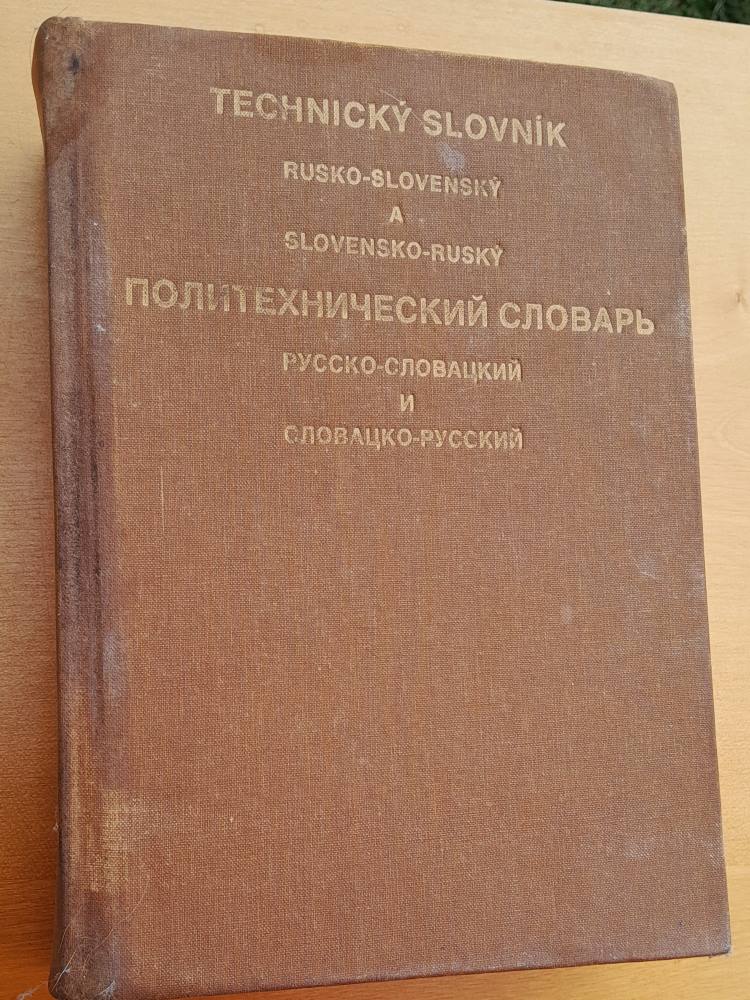 TECHNICKÝ SLOVNÍK
RUSKO-SLOVENSKÝ
A
SLOVENSKO-RUSKÝ
ПОЛИТЕХНИЧЕСКИЙ СЛОВАРЬ
РУССКО-СЛОВАЦКИЙ
И
СЛОВАЦКО-РУССКИЙ